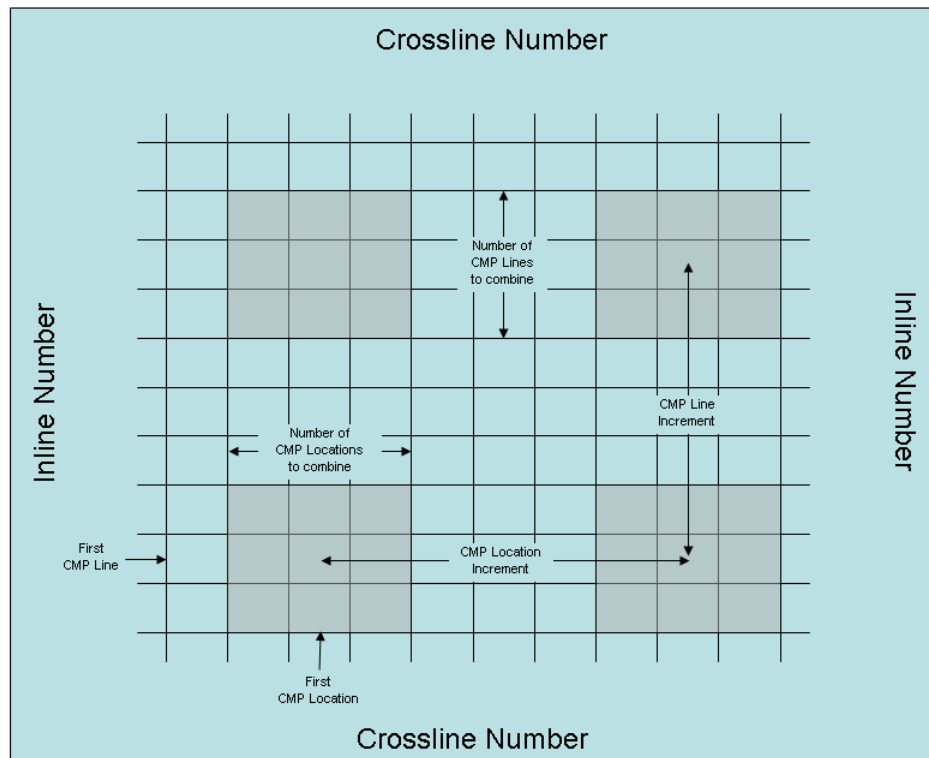 Crossline Number
Number of
CMP Lines
to combine
Inline Number
Inline Number
CMP Line
Increment
Number of
CMP Locations
to combine
First
CMP Line
CMP Location
Increment
First
CMP Location
Crossline Number